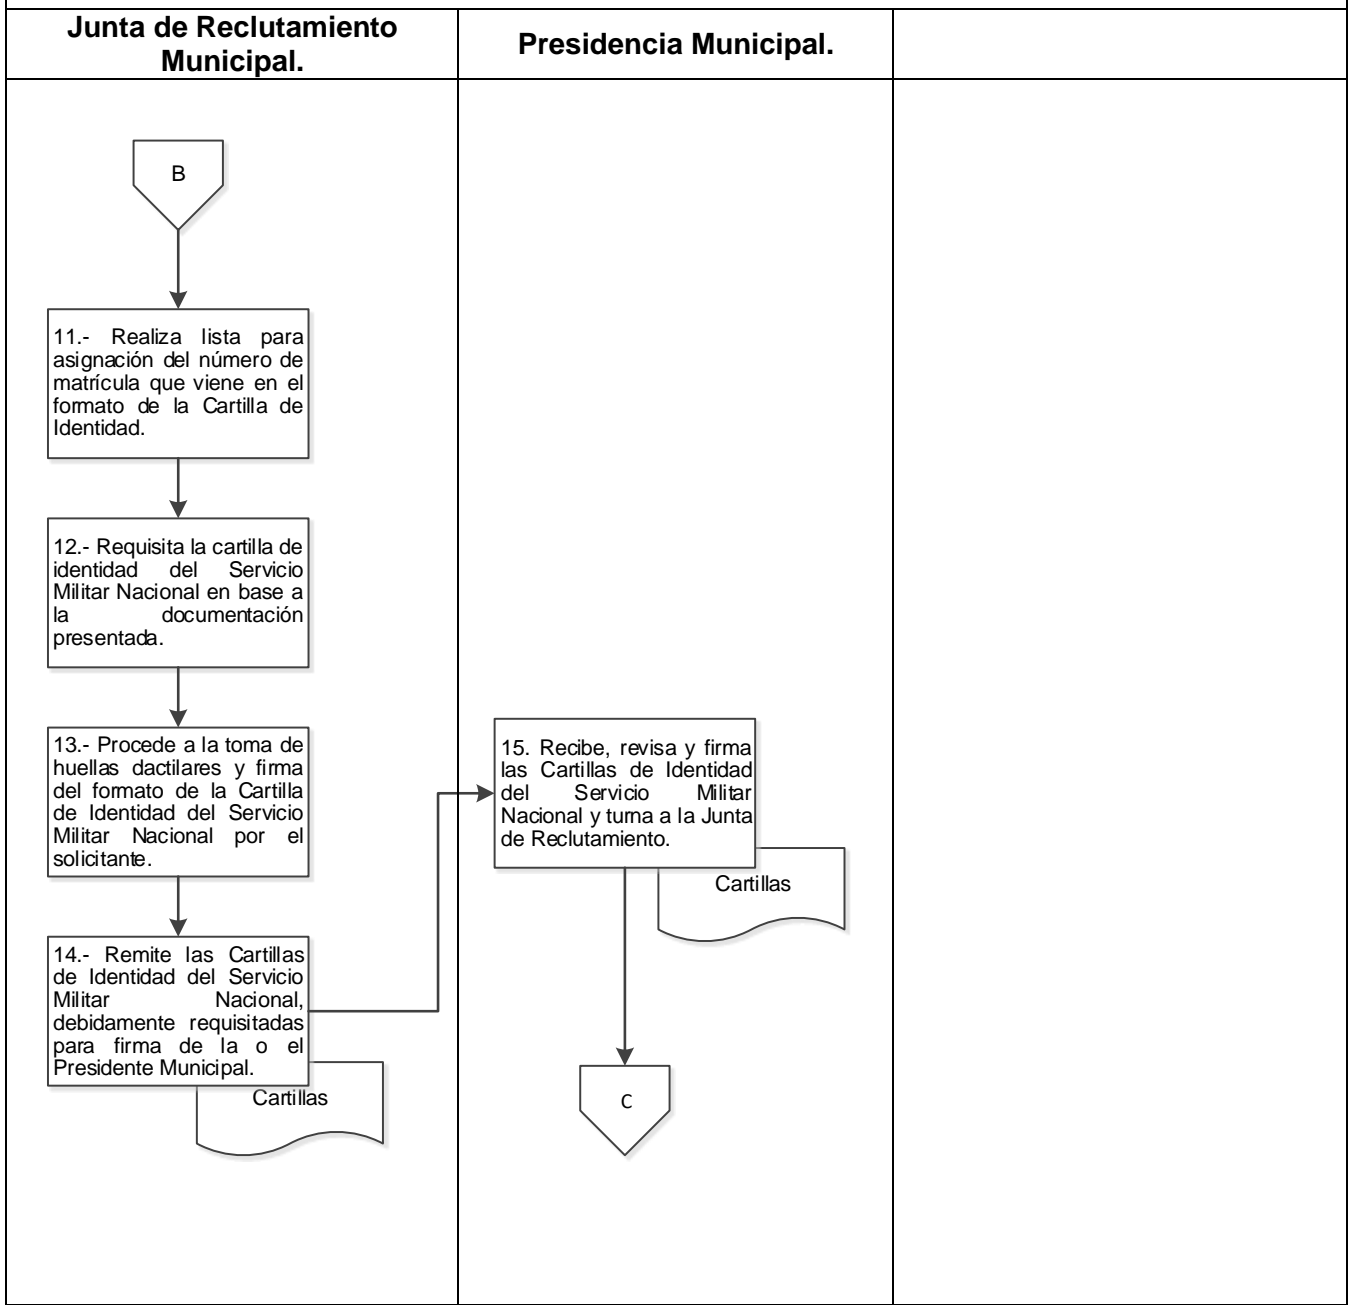 Junta de Reclutamiento
Municipal.
Presidencia Municipal.
B
11.- Realiza lista para
asignación del número de
matrícula que viene en el
formato de la Cartilla de
Identidad.
12.- Requisita la cartilla de
identidad del Servicio
Militar Nacional en base a
la documentación
presentada.
13.- Procede a la toma de
huellas dactilares y firma
del formato de la Cartilla
de Identidad del Servicio
Militar Nacional por el
solicitante.
14.- Remite las Cartillas
de Identidad del Servicio
Militar Nacional,
debidamente requisitadas
para firma de la o el
Presidente Municipal.
Cartillas
15. Recibe, revisa y firma
las Cartillas de Identidad
del Servicio Militar
Nacional y turna a la Junta
de Reclutamiento.
Cartillas
C